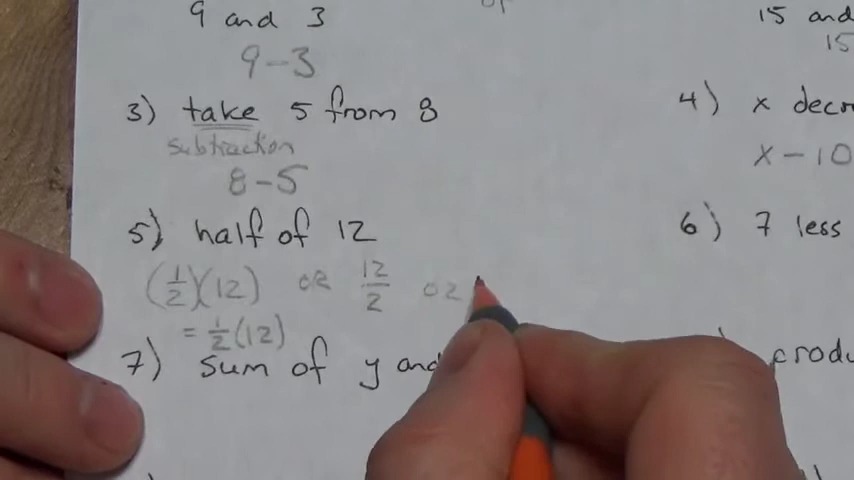 9 and 3
9-3
15 and
15
3) take 5 from 8
subtraction
8-5
4) x decr
x-10
5) half of 12
(1/2)(12) OR 12/2 OR
= 1/2(12)
6) 7 less
7) sum of y and
produ